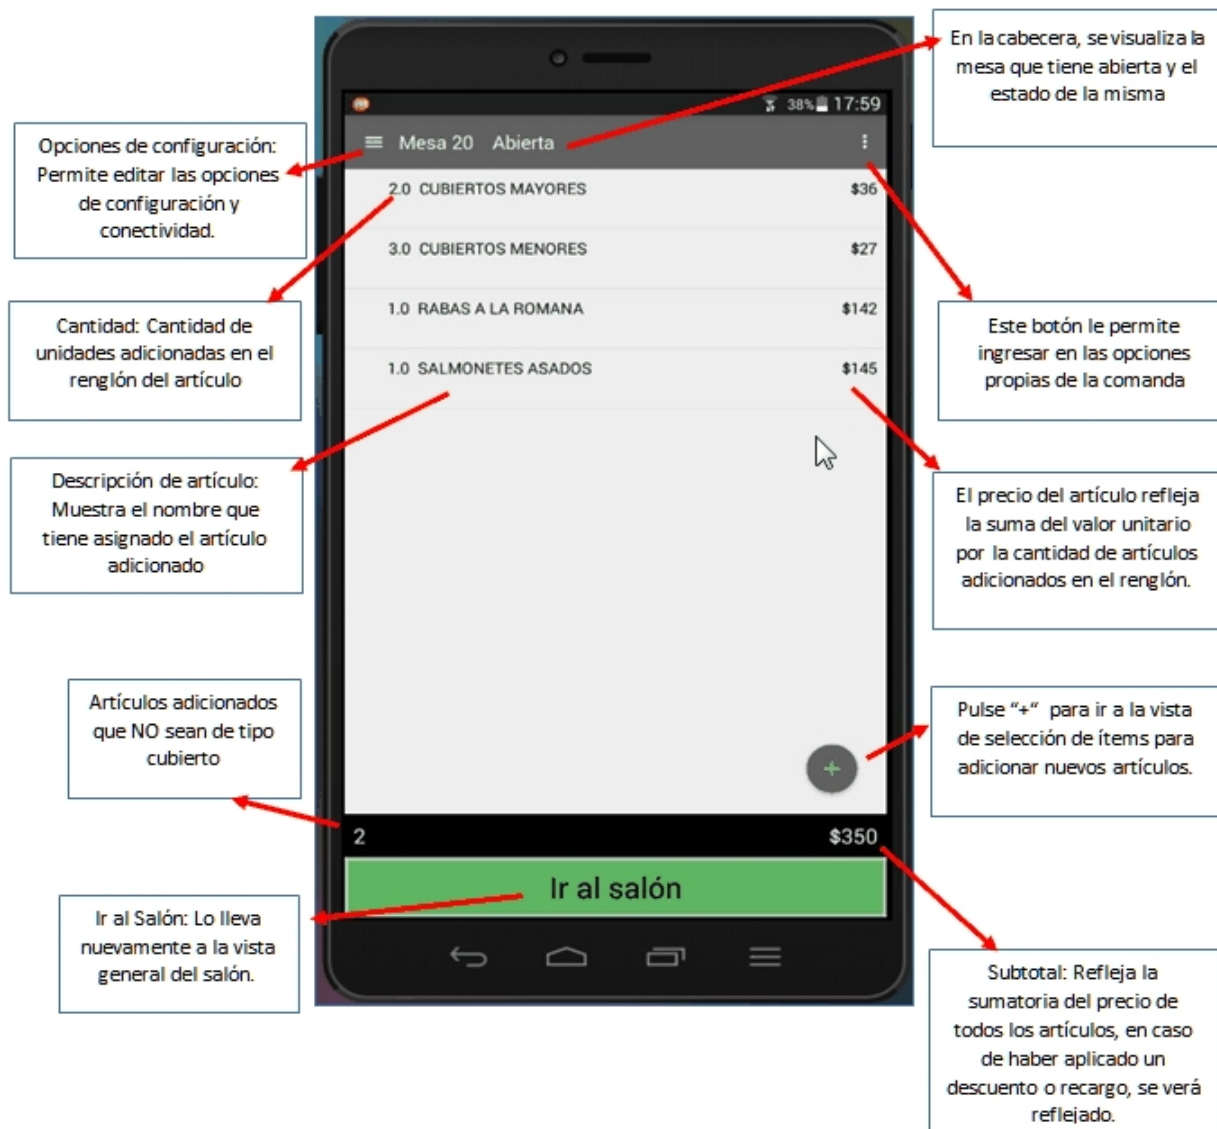 En la cabecera, se visualiza la
mesa que tiene abierta y el
estado de la misma
38% 17:59
Mesa 20 Abierta
Opciones de configuración:
Permite editar las opciones
de configuración y
conectividad.
2.0 CUBIERTOS MAYORES $36
3.0 CUBIERTOS MENORES $27
1.0 RABAS A LA ROMANA $142
1.0 SALMONETES ASADOS $145
Cantidad: Cantidad de
unidades adicionadas en el
renglón del artículo
Este botón le permite
ingresar en las opciones
propias de la comanda
Descripción de artículo:
Muestra el nombre que
tiene asignado el artículo
adicionado
El precio del artículo refleja
la suma del valor unitario
por la cantidad de artículos
adicionados en el renglón.
Artículos adicionados
que NO sean de tipo
cubierto
Pulse “+“ para ir a la vista
de selección de ítems para
adicionar nuevos artículos.
+
2 $350
Ir al salón
Ir al Salón: Lo lleva
nuevamente a la vista
general del salón.
Subtotal: Refleja la
sumatoria del precio de
todos los artículos, en caso
de haber aplicado un
descuento o recargo, se verá
reflejado.